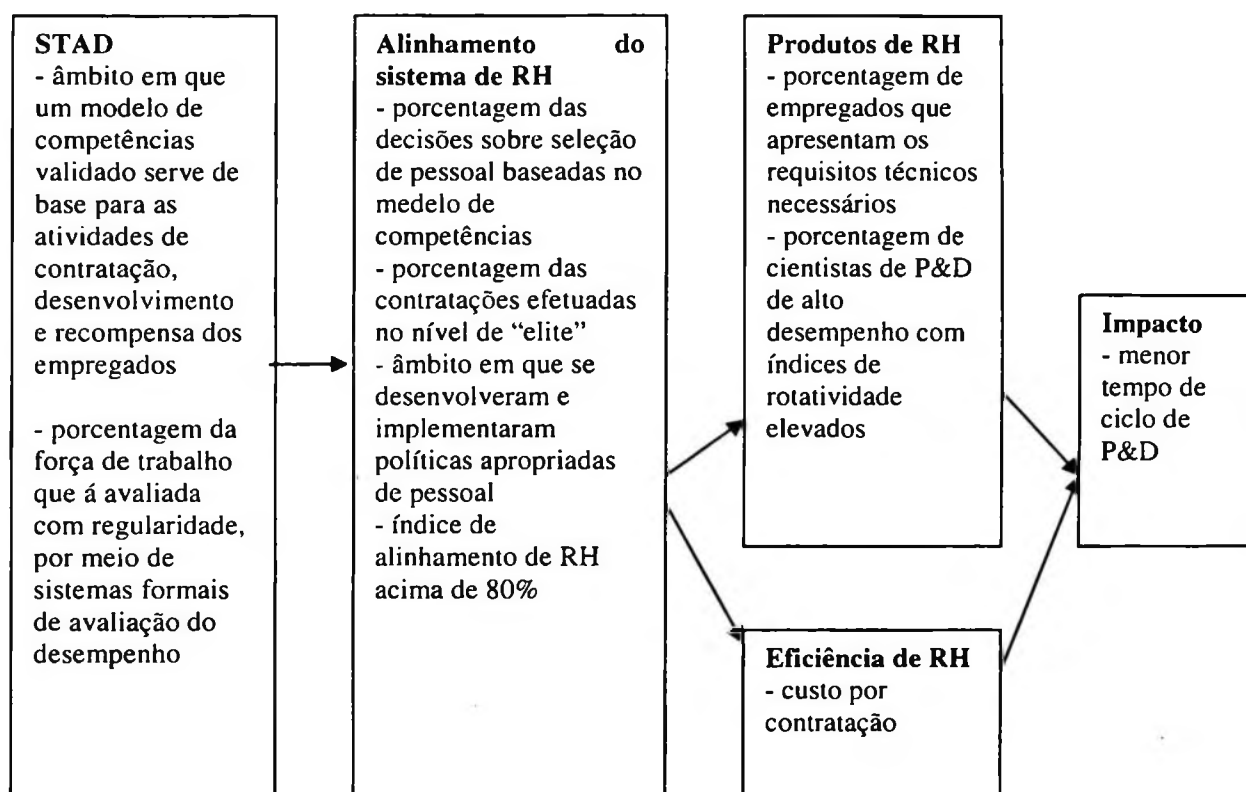 STAD
- âmbito em que
um modelo de
competências
validado serve de
base para as
atividades de
contratação,
desenvolvimento
e recompensa dos
empregados
- porcentagem da
força de trabalho
que á avaliada
com regularidade,
por meio de
sistemas formais
de avaliação do
desempenho
Alinhamento do
sistema de RH
- porcentagem das
decisões sobre seleção
de pessoal baseadas no
medelo de
competências
- porcentagem das
contratações efetuadas
no nível de “elite”
- âmbito em que se
desenvolveram e
implementaram
políticas apropriadas
de pessoal
- índice de
alinhamento de RH
acima de 80%
Produtos de RH
- porcentagem de
empregados que
apresentam os
requisitos técnicos
necessários
- porcentagem de
cientistas de P&D
de alto
desempenho com
índices de
rotatividade
elevados
Eficiência de RH
- custo por
contratação
Impacto
- menor
tempo de
ciclo de
P&D